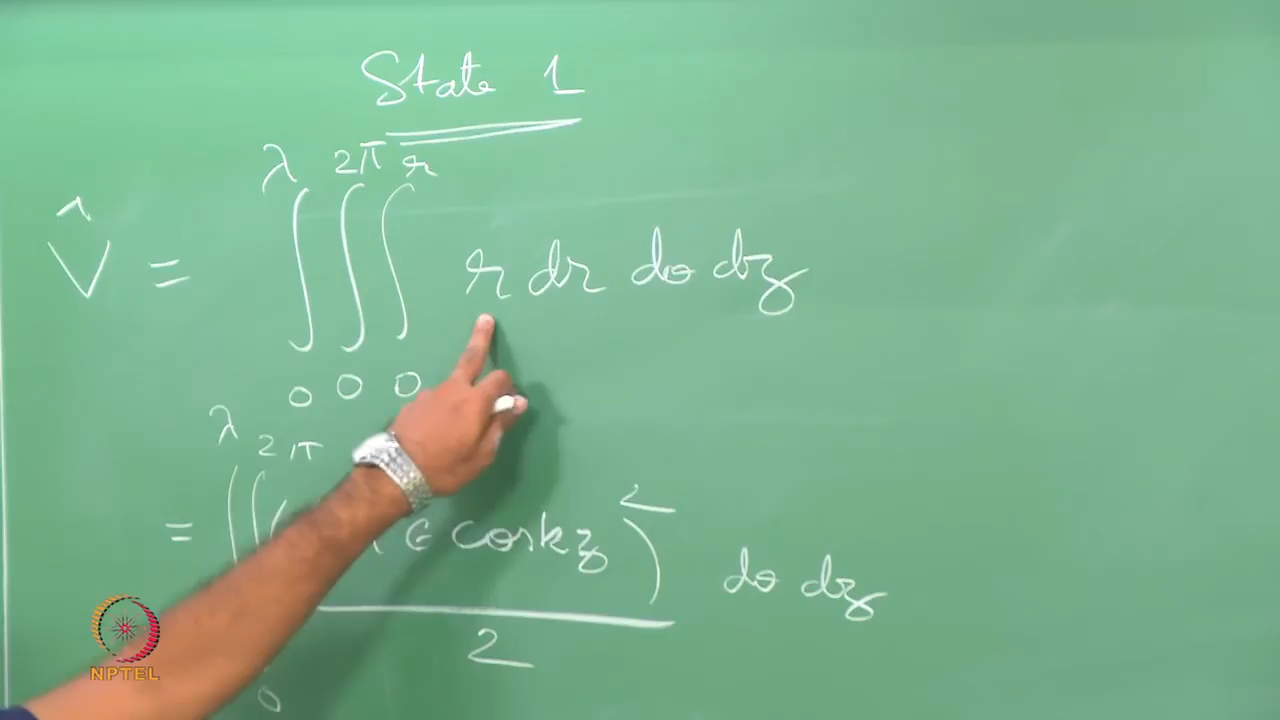 State 1
λ 2π r
V̂ = ∫∫∫ r dr dθ dz
0 0 0
λ 2π
= ∫∫( ϵ cos kz)² dθ dz
2
0
NPTEL